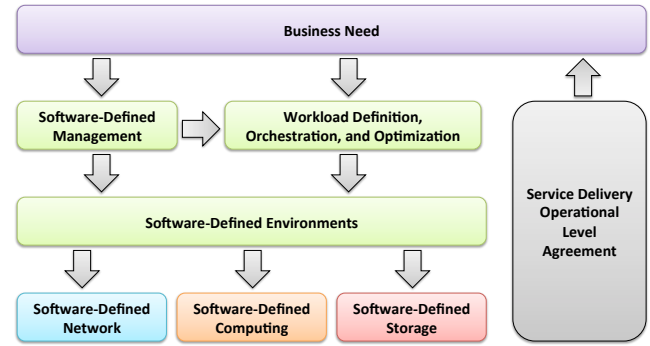 Business Need
Software-Defined
Management
Workload Definition,
Orchestration, and Optimization
Service Delivery
Operational
Level
Agreement
Software-Defined Environments
Software-Defined
Network
Software-Defined
Computing
Software-Defined
Storage